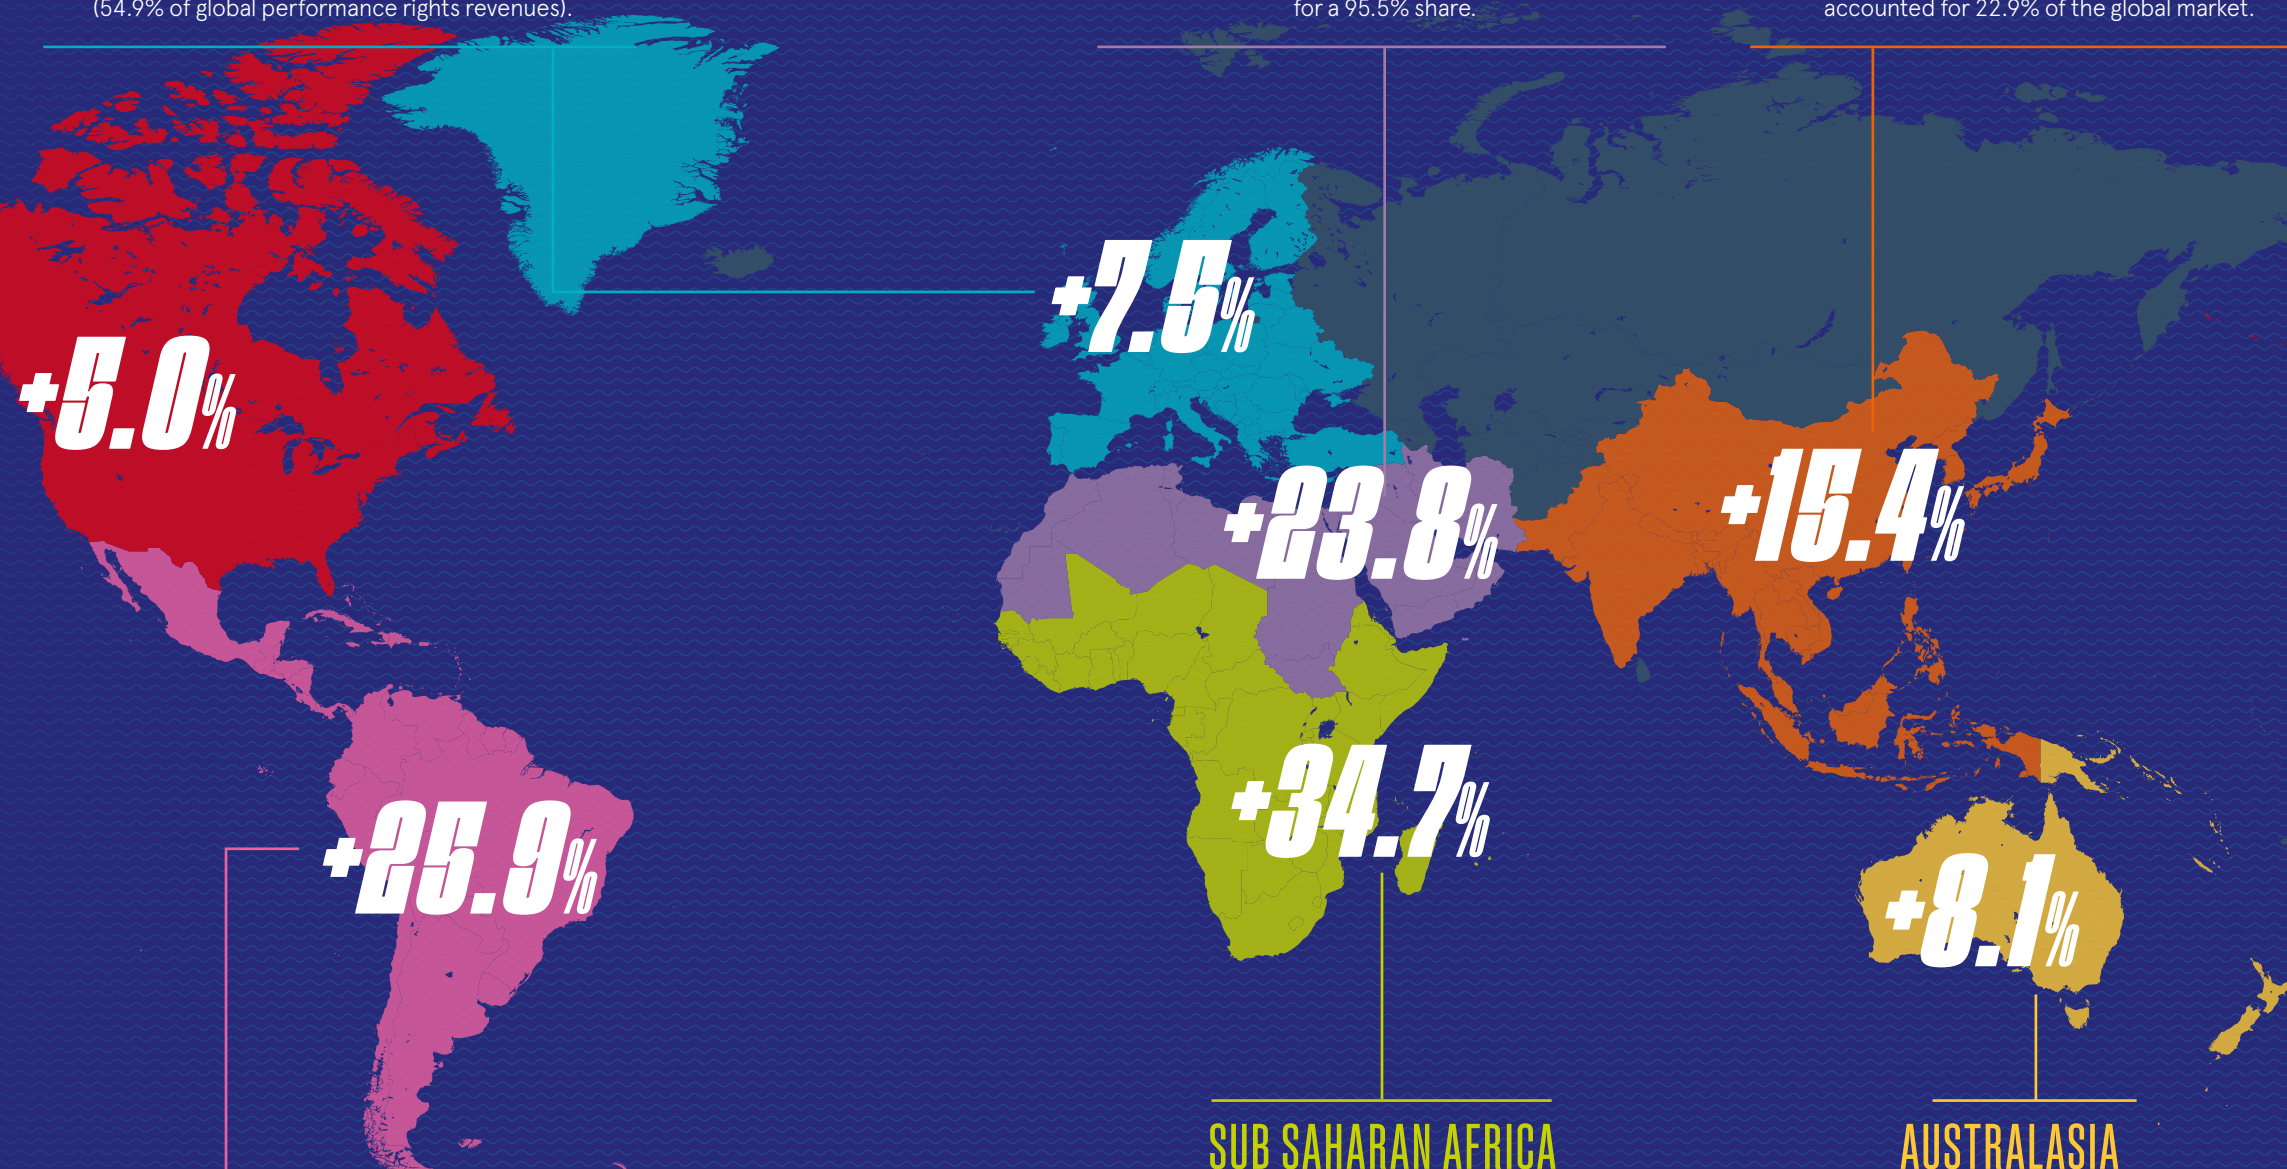 (54.9% of global performance rights revenues).
for a 95.5% share.
accounted for 22.9% of the global market.
+7.5%
+5.0%
+23.8%
+15.4%
+34.7%
+25.9%
+8.1%
SUB SAHARAN AFRICA
AUSTRALASIA